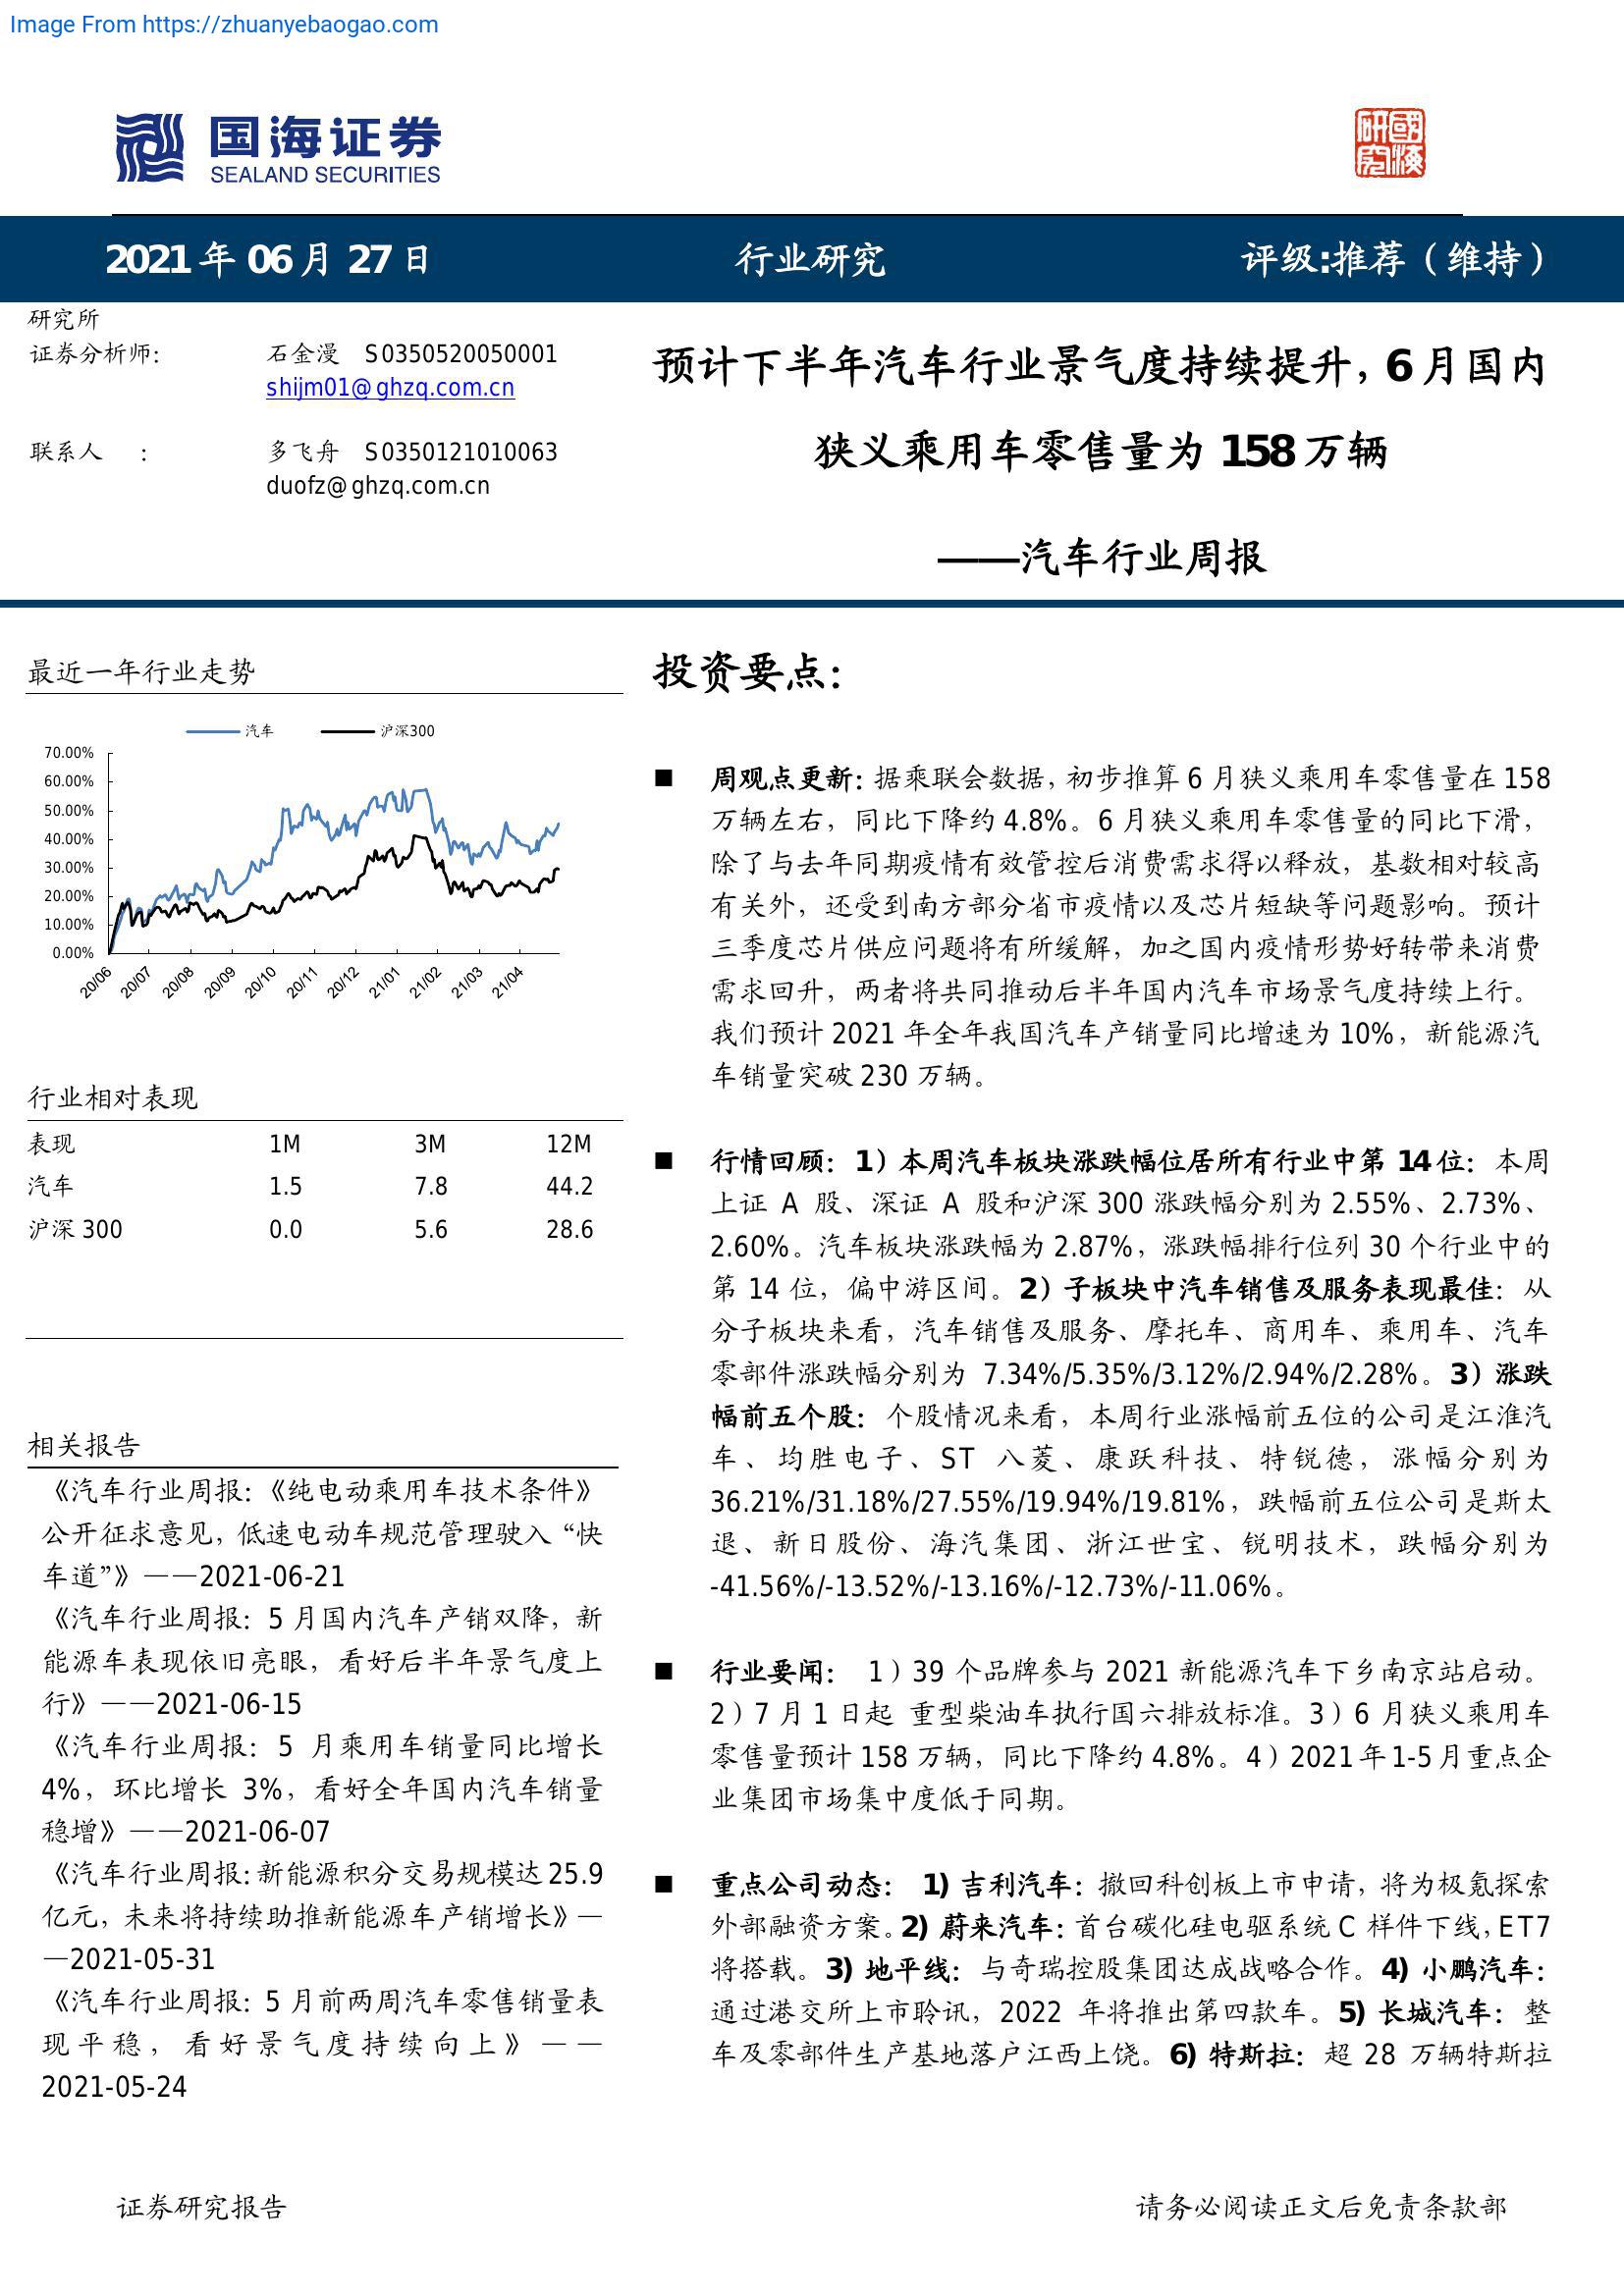 Image From https://zhuanyebaogao.com
国海证券
SEALAND SECURITIES
國海研究
2021 年 06 月 27 日 行业研究 评级:推荐（维持）
研究所
证券分析师: 石金漫 S0350520050001
shijm01@ghzq.com.cn
联系人 : 多飞舟 S0350121010063
duofz@ghzq.com.cn
预计下半年汽车行业景气度持续提升，6 月国内
狭义乘用车零售量为 158 万辆
——汽车行业周报
最近一年行业走势
汽车 沪深300
70.00%
60.00%
50.00%
40.00%
30.00%
20.00%
10.00%
0.00%
20/06 20/07 20/08 20/09 20/10 20/11 20/12 21/01 21/02 21/03 21/04
行业相对表现
表现 1M 3M 12M
汽车 1.5 7.8 44.2
沪深 300 0.0 5.6 28.6
相关报告
《汽车行业周报：《纯电动乘用车技术条件》
公开征求意见，低速电动车规范管理驶入“快
车道”》——2021-06-21
《汽车行业周报：5 月国内汽车产销双降，新
能源车表现依旧亮眼，看好后半年景气度上
行》——2021-06-15
《汽车行业周报：5 月乘用车销量同比增长
4%，环比增长 3%，看好全年国内汽车销量
稳增》——2021-06-07
《汽车行业周报：新能源积分交易规模达 25.9
亿元，未来将持续助推新能源车产销增长》—
—2021-05-31
《汽车行业周报：5 月前两周汽车零售销量表
现平稳，看好景气度持续向上》——
2021-05-24
投资要点：
■ 周观点更新：据乘联会数据，初步推算 6 月狭义乘用车零售量在 158
万辆左右，同比下降约 4.8%。6 月狭义乘用车零售量的同比下滑，
除了与去年同期疫情有效管控后消费需求得以释放，基数相对较高
有关外，还受到南方部分省市疫情以及芯片短缺等问题影响。预计
三季度芯片供应问题将有所缓解，加之国内疫情形势好转带来消费
需求回升，两者将共同推动后半年国内汽车市场景气度持续上行。
我们预计 2021 年全年我国汽车产销量同比增速为 10%，新能源汽
车销量突破 230 万辆。
■ 行情回顾：1）本周汽车板块涨跌幅位居所有行业中第 14 位：本周
上证 A 股、深证 A 股和沪深 300 涨跌幅分别为 2.55%、2.73%、
2.60%。汽车板块涨跌幅为 2.87%，涨跌幅排行位列 30 个行业中的
第 14 位，偏中游区间。2）子板块中汽车销售及服务表现最佳：从
分子板块来看，汽车销售及服务、摩托车、商用车、乘用车、汽车
零部件涨跌幅分别为 7.34%/5.35%/3.12%/2.94%/2.28%。3）涨跌
幅前五个股：个股情况来看，本周行业涨幅前五位的公司是江淮汽
车、均胜电子、ST 八菱、康跃科技、特锐德，涨幅分别为
36.21%/31.18%/27.55%/19.94%/19.81%，跌幅前五位公司是斯太
退、新日股份、海汽集团、浙江世宝、锐明技术，跌幅分别为
-41.56%/-13.52%/-13.16%/-12.73%/-11.06%。
■ 行业要闻： 1）39 个品牌参与 2021 新能源汽车下乡南京站启动。
2）7 月 1 日起 重型柴油车执行国六排放标准。3）6 月狭义乘用车
零售量预计 158 万辆，同比下降约 4.8%。4）2021 年 1-5 月重点企
业集团市场集中度低于同期。
■ 重点公司动态： 1) 吉利汽车：撤回科创板上市申请，将为极氪探索
外部融资方案。2) 蔚来汽车：首台碳化硅电驱系统 C 样件下线，ET7
将搭载。3) 地平线：与奇瑞控股集团达成战略合作。4) 小鹏汽车：
通过港交所上市聆讯，2022 年将推出第四款车。5) 长城汽车：整
车及零部件生产基地落户江西上饶。6) 特斯拉：超 28 万辆特斯拉
证券研究报告 请务必阅读正文后免责条款部